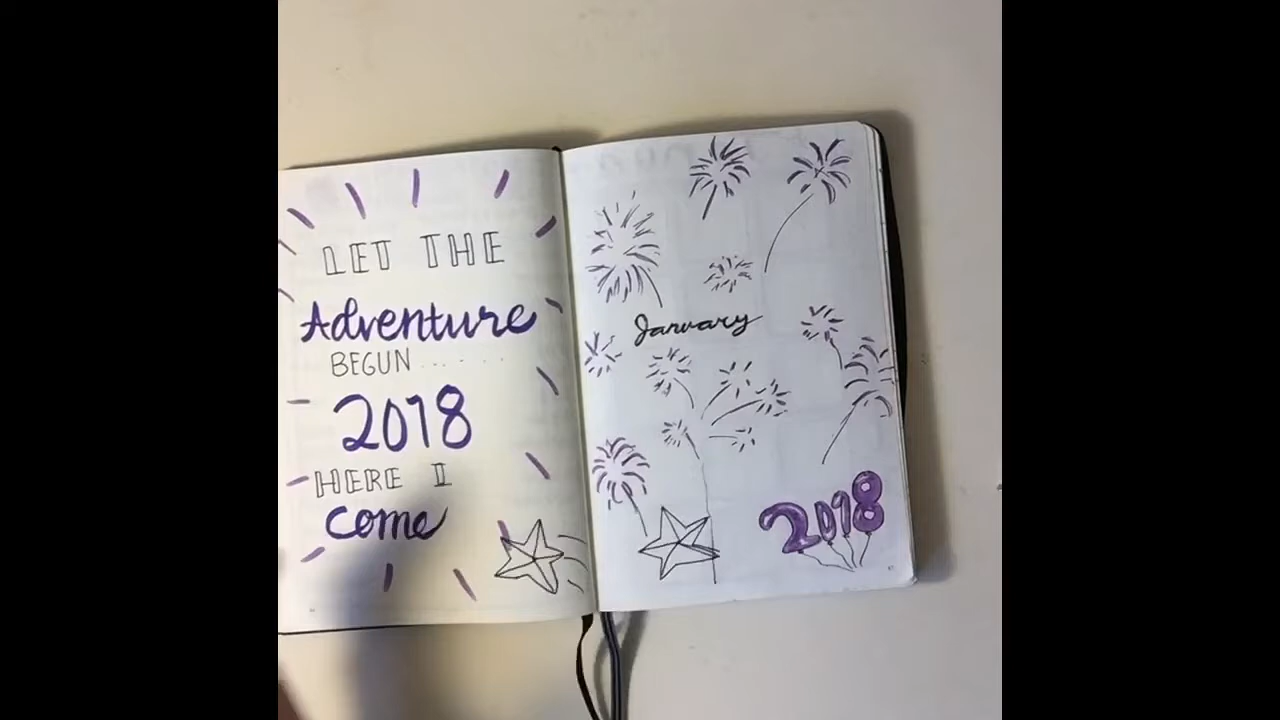 LET THE
Adventure
BEGUN........
2018
HERE I
Come
January
2018